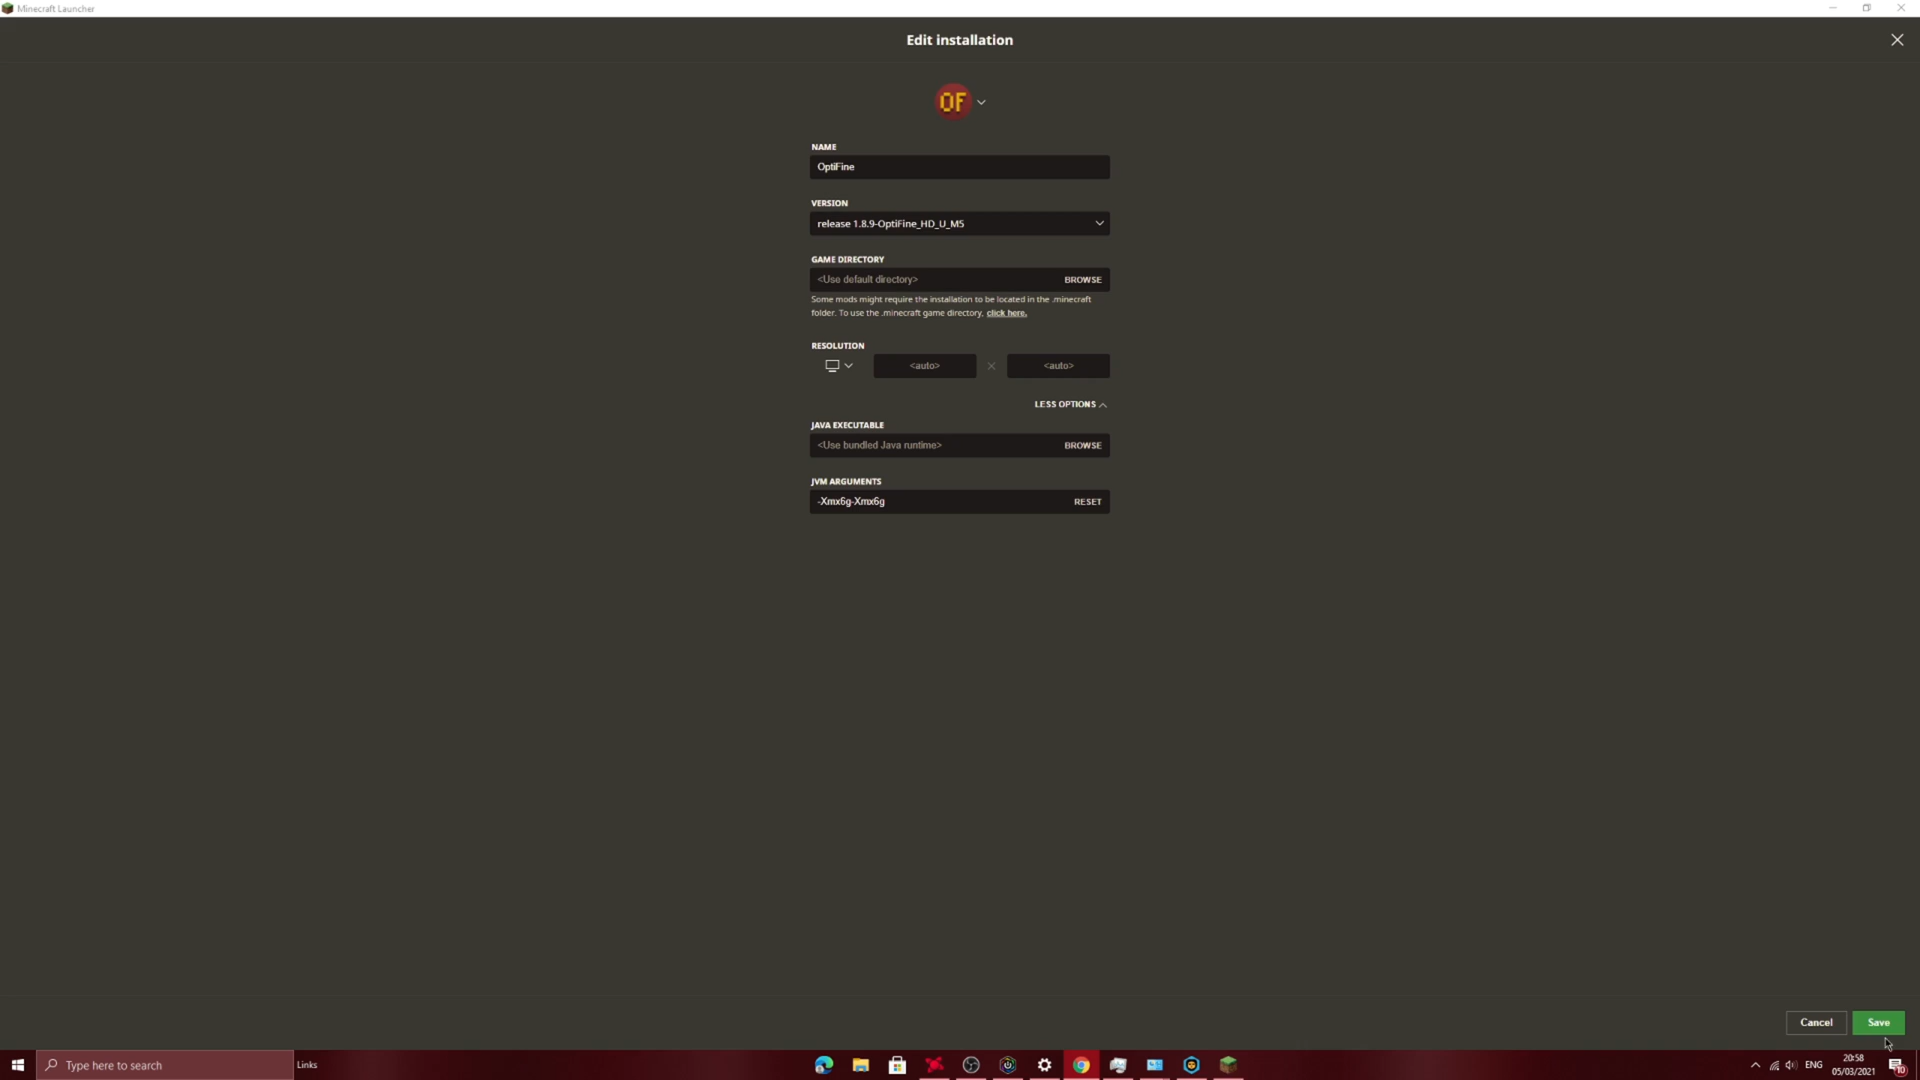 Minecraft Launcher
Edit installation
OF
NAME
OptiFine
VERSION
release 1.8.9-OptiFine_HD_U_M5
GAME DIRECTORY
<Use default directory>
BROWSE
Some mods might require the installation to be located in the .minecraft
folder. To use the .minecraft game directory, click here.
RESOLUTION
<auto>
<auto>
LESS OPTIONS
JAVA EXECUTABLE
<Use bundled Java runtime>
BROWSE
JVM ARGUMENTS
-Xmx6g-Xmx6g
RESET
Cancel
Save
Type here to search
Links
ENG
20:58
05/03/2021
10